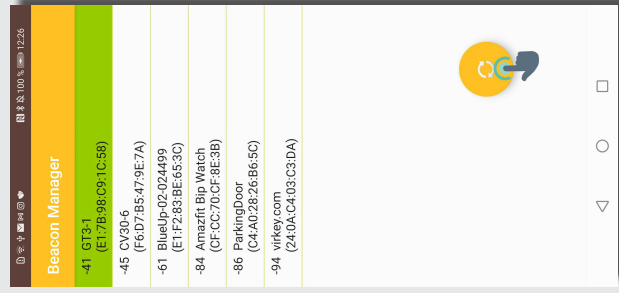 100 % 12:26
Beacon Manager
-41 GT3-1
(E1:7B:98:C9:1C:58)
-45 CV30-6
(F6:D7:B5:47:9E:7A)
-61 BlueUp-02-024499
(E1:F2:83:BE:65:3C)
-84 Amazfit Bip Watch
(CF:CC:70:CF:8E:3B)
-86 ParkingDoor
(C4:A0:28:26:B6:5C)
-94 virkey.com
(24:0A:C4:03:C3:DA)